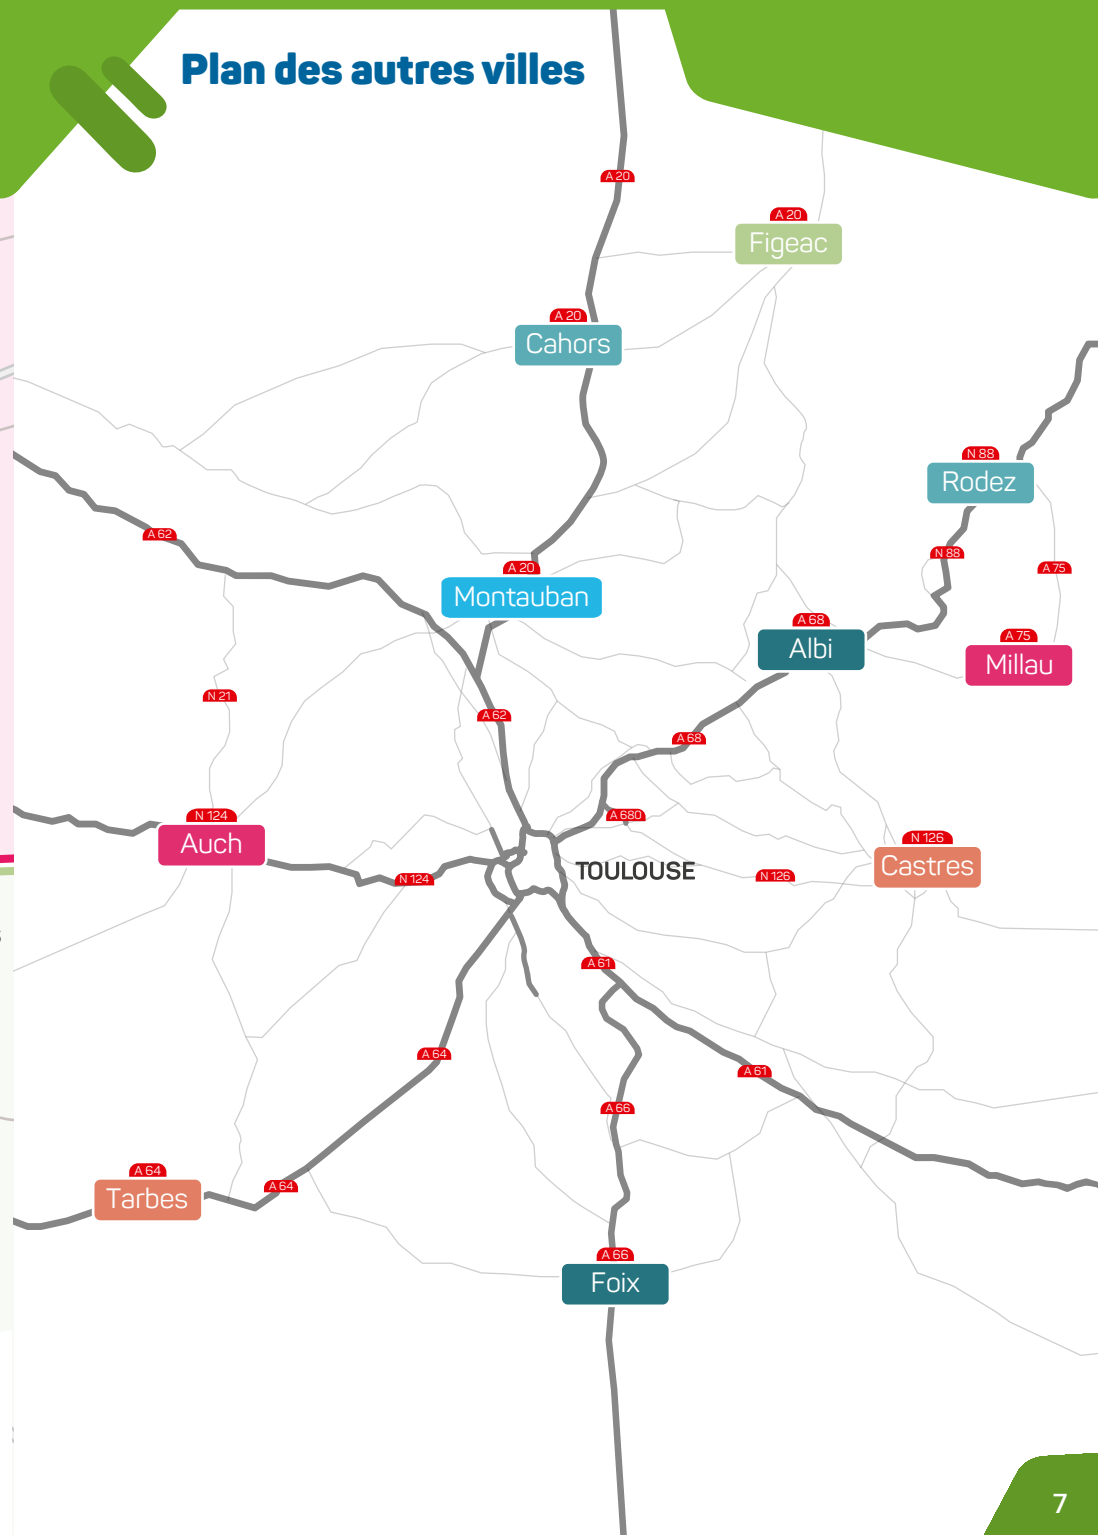 Plan des autres villes
A 20
A 20
Figeac
A 20
Cahors
N 88
Rodez
A 62
N 88
A 20
A 75
Montauban
A 68
Albi
A 75
Millau
N 21
A 62
A 68
N 124
Auch
A 680
N 126
Castres
TOULOUSE
N 124
N 126
A 61
A 64
A 61
A 66
A 64
Tarbes
A 64
A 66
Foix
7